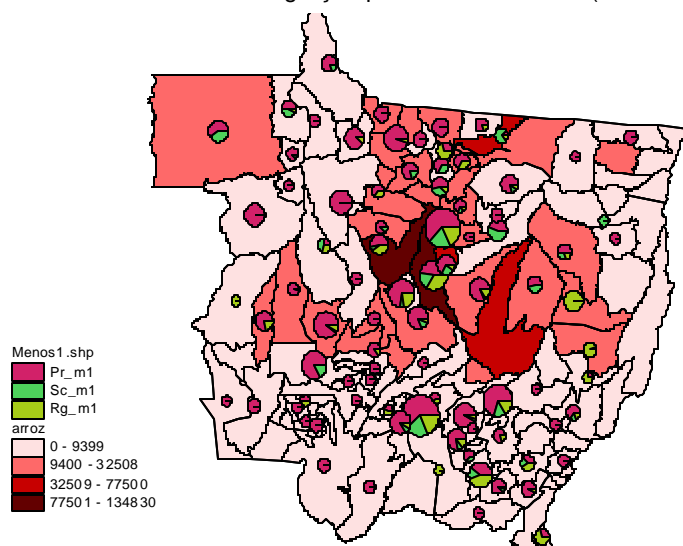 Menos1.shp
Pr_m1
Sc_m1
Rg_m1
arroz
0 - 9399
9400 - 32508
32509 - 77500
77501 - 134830